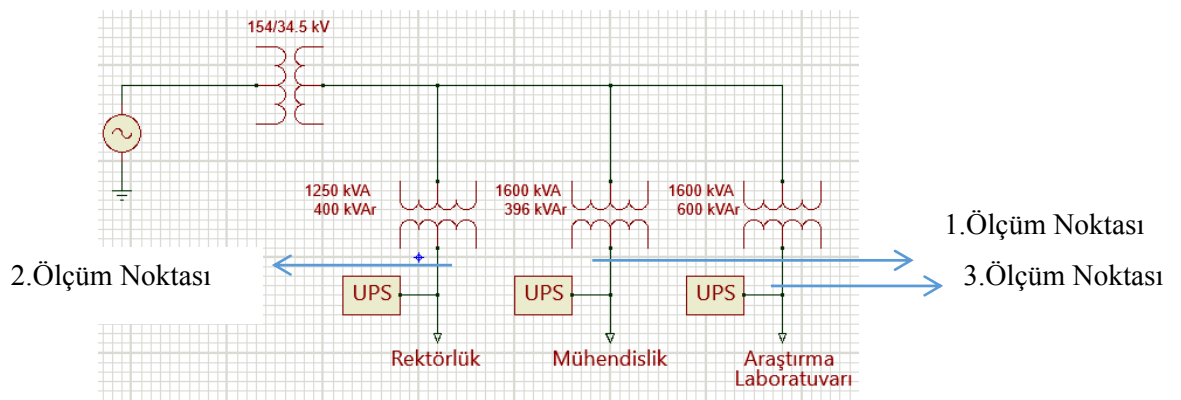 154/34.5 kV
1250 kVA
400 kVAr
1600 kVA
396 kVAr
1600 kVA
600 kVAr
1.Ölçüm Noktası
2.Ölçüm Noktası
3.Ölçüm Noktası
UPS
UPS
UPS
Rektörlük
Mühendislik
Araştırma
Laboratuvarı